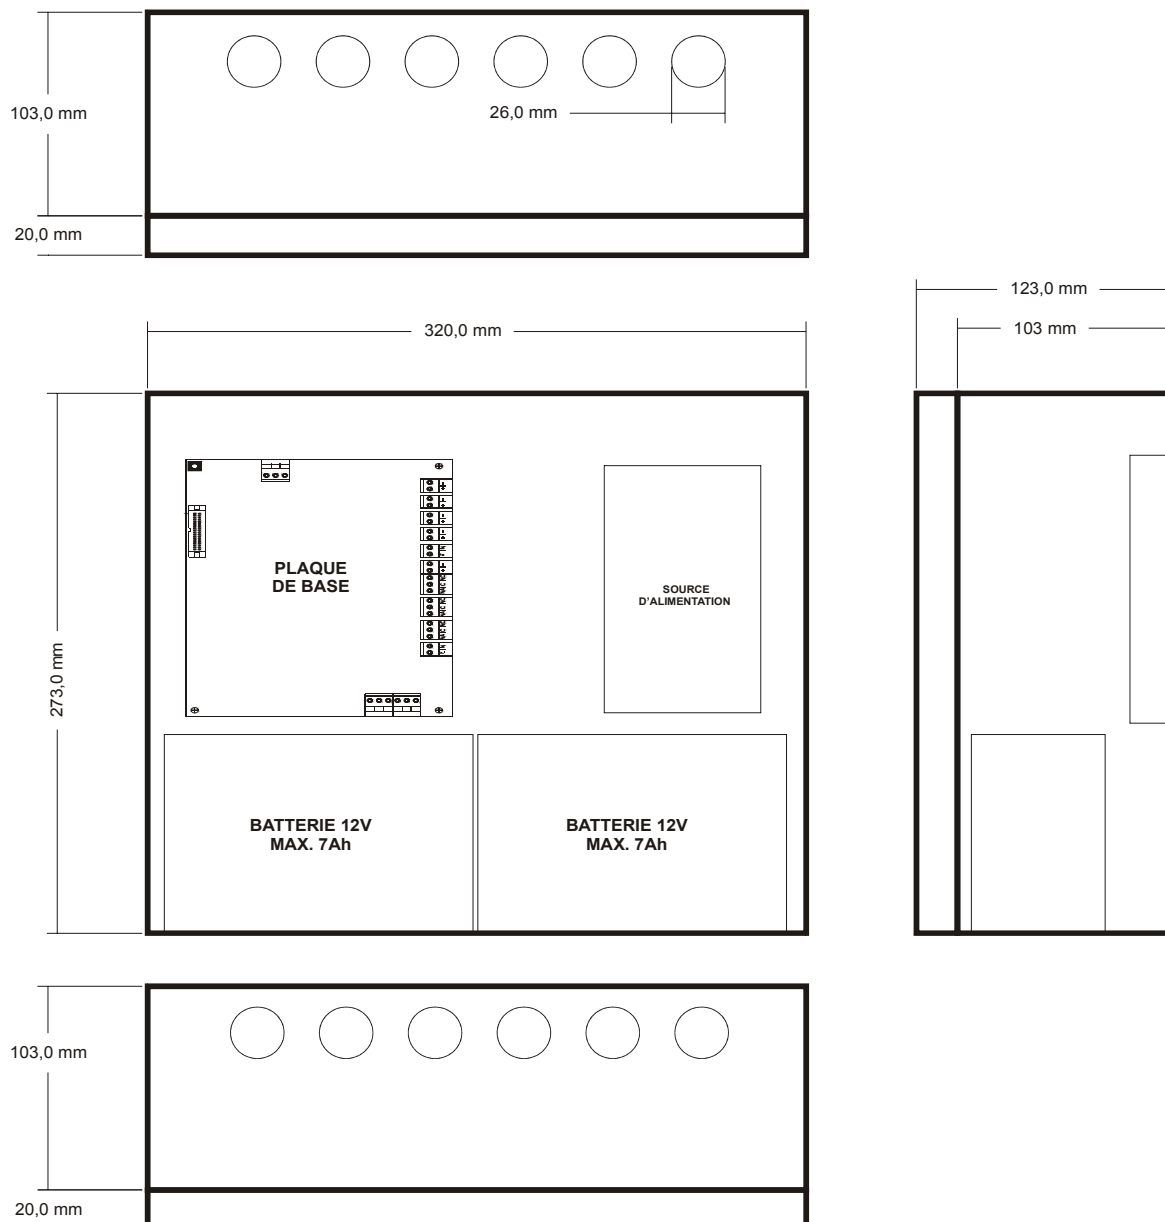 103,0 mm
26,0 mm
20,0 mm
123,0 mm
320,0 mm
103 mm
PLAQUE
DE BASE
SOURCE
D'ALIMENTATION
273,0 mm
BATTERIE 12V
MAX. 7Ah
BATTERIE 12V
MAX. 7Ah
103,0 mm
20,0 mm